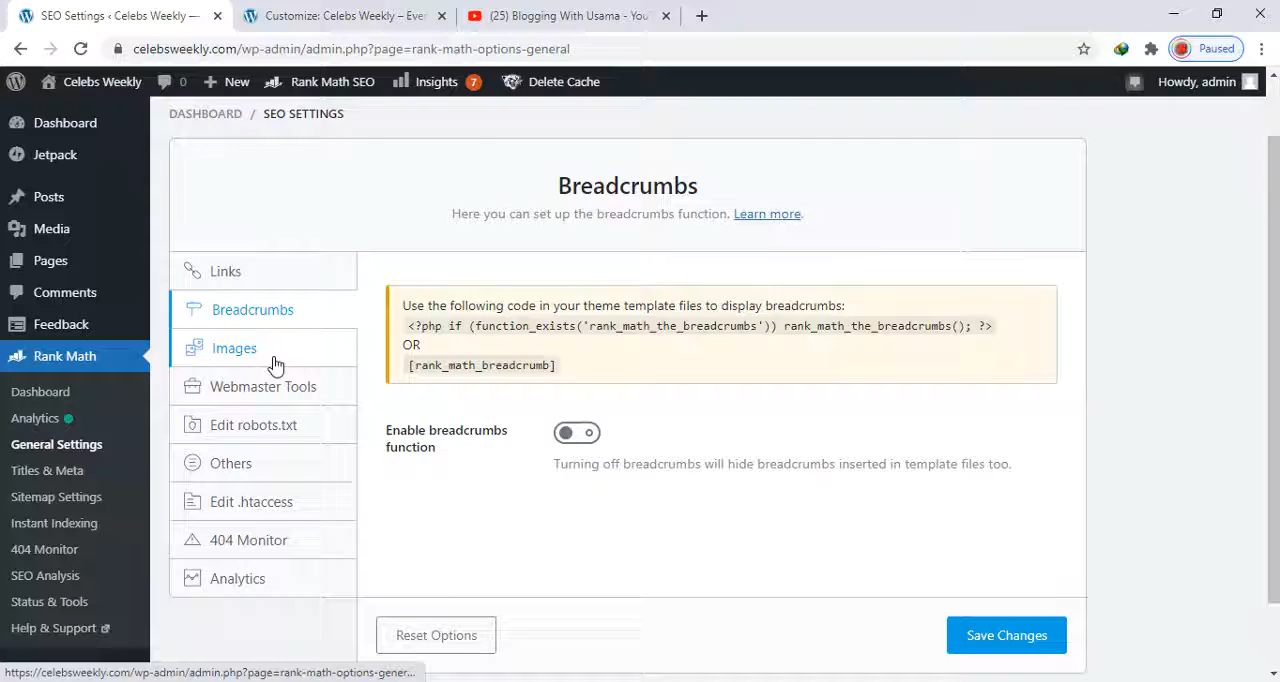 SEO Settings ‹ Celebs Weekly —
Customize: Celebs Weekly – Ever
(25) Blogging With Usama - You
celebsweekly.com/wp-admin/admin.php?page=rank-math-options-general
Paused
Celebs Weekly
0
New
Rank Math SEO
Insights
7
Delete Cache
Howdy, admin
Dashboard
Jetpack
Posts
Media
Pages
Comments
Feedback
Rank Math
Dashboard
Analytics
General Settings
Titles & Meta
Sitemap Settings
Instant Indexing
404 Monitor
SEO Analysis
Status & Tools
Help & Support
DASHBOARD / SEO SETTINGS
Breadcrumbs
Here you can set up the breadcrumbs function. Learn more.
Links
Breadcrumbs
Images
Webmaster Tools
Edit robots.txt
Others
Edit .htaccess
404 Monitor
Analytics
Use the following code in your theme template files to display breadcrumbs:
<?php if (function_exists('rank_math_the_breadcrumbs')) rank_math_the_breadcrumbs(); ?>
OR
[rank_math_breadcrumb]
Enable breadcrumbs
function
Turning off breadcrumbs will hide breadcrumbs inserted in template files too.
Reset Options
Save Changes
https://celebsweekly.com/wp-admin/admin.php?page=rank-math-options-gener...